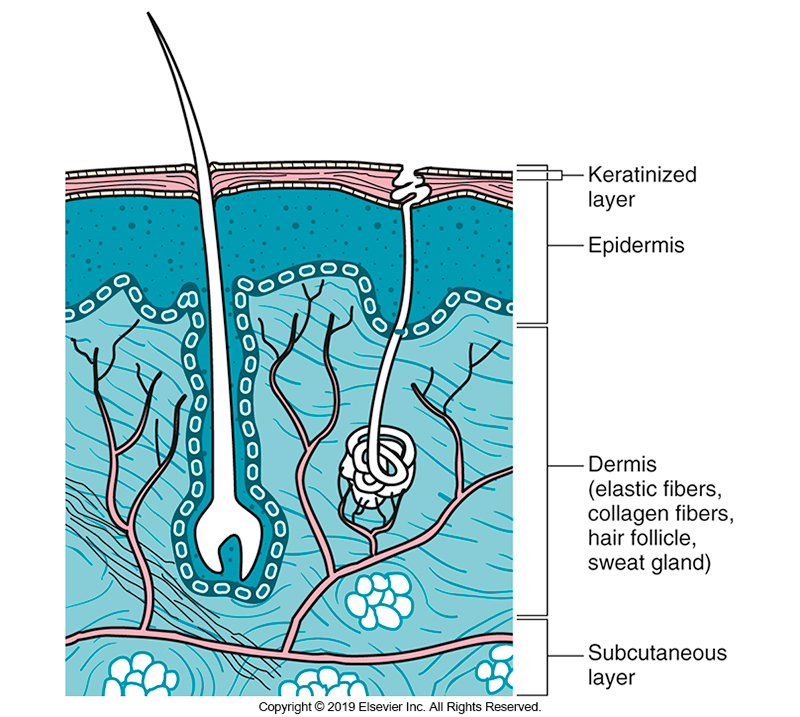 Keratinized
layer
Epidermis
Dermis
(elastic fibers,
collagen fibers,
hair follicle,
sweat gland)
Subcutaneous
layer
Copyright © 2019 Elsevier Inc. All Rights Reserved.